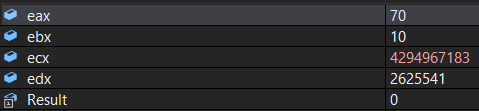 eax 70
ebx 10
ecx 4294967183
edx 2625541
Result 0